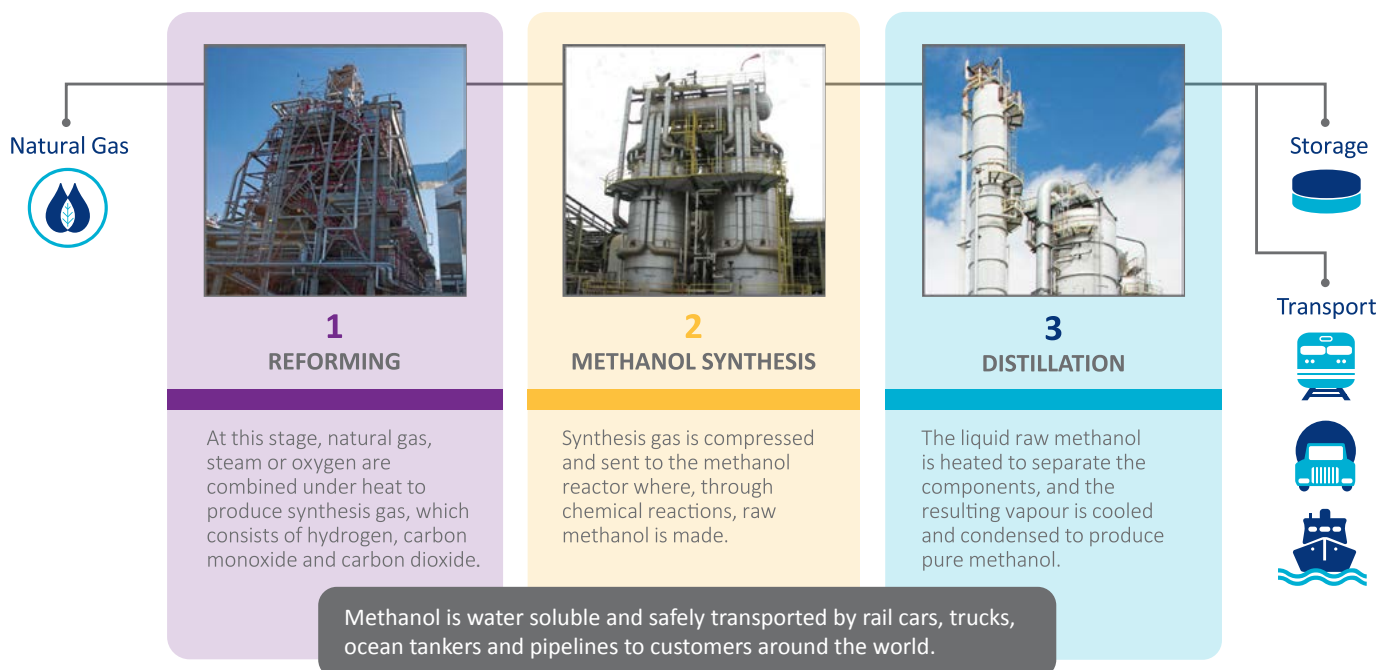 Natural Gas
1
REFORMING
At this stage, natural gas,
steam or oxygen are
combined under heat to
produce synthesis gas, which
consists of hydrogen, carbon
monoxide and carbon dioxide.
2
METHANOL SYNTHESIS
Synthesis gas is compressed
and sent to the methanol
reactor where, through
chemical reactions, raw
methanol is made.
3
DISTILLATION
The liquid raw methanol
is heated to separate the
components, and the
resulting vapour is cooled
and condensed to produce
pure methanol.
Storage
Transport
Methanol is water soluble and safely transported by rail cars, trucks,
ocean tankers and pipelines to customers around the world.